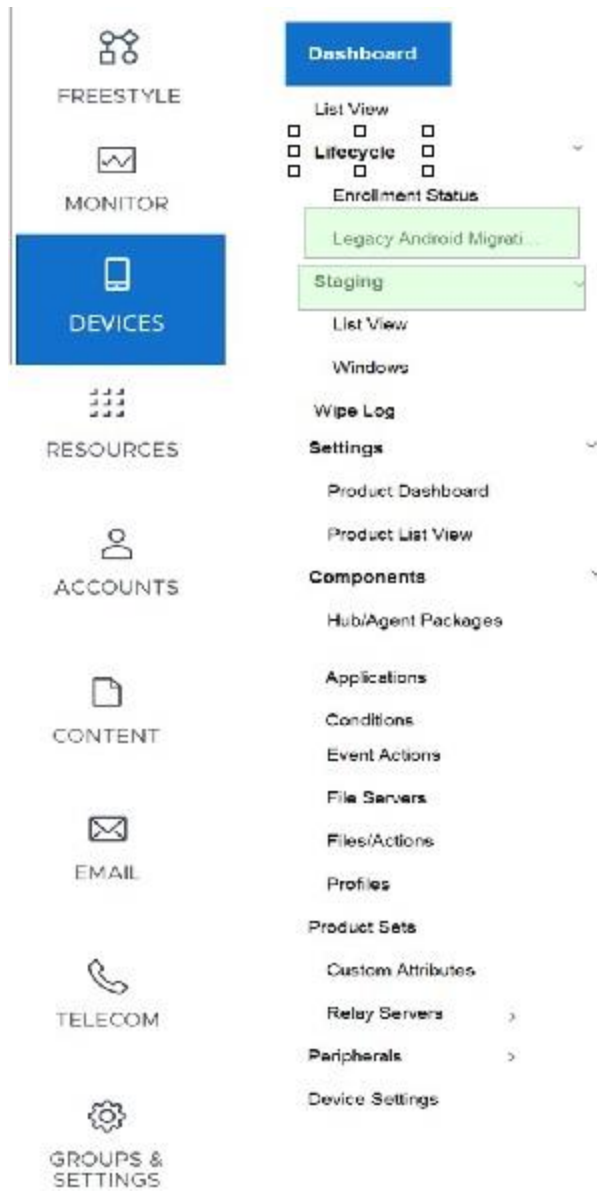 FREESTYLE
MONITOR
DEVICES
RESOURCES
ACCOUNTS
CONTENT
EMAIL
TELECOM
GROUPS &
SETTINGS
Dashboard
List View
Lifecycle
Enrollment Status
Legacy Android Migrati...
Staging
List View
Windows
Wipe Log
Settings
Product Dashboard
Product List View
Components
Hub/Agent Packages
Applications
Conditions
Event Actions
File Servers
Files/Actions
Profiles
Product Sets
Custom Attributes
Relay Servers
Peripherals
Device Settings